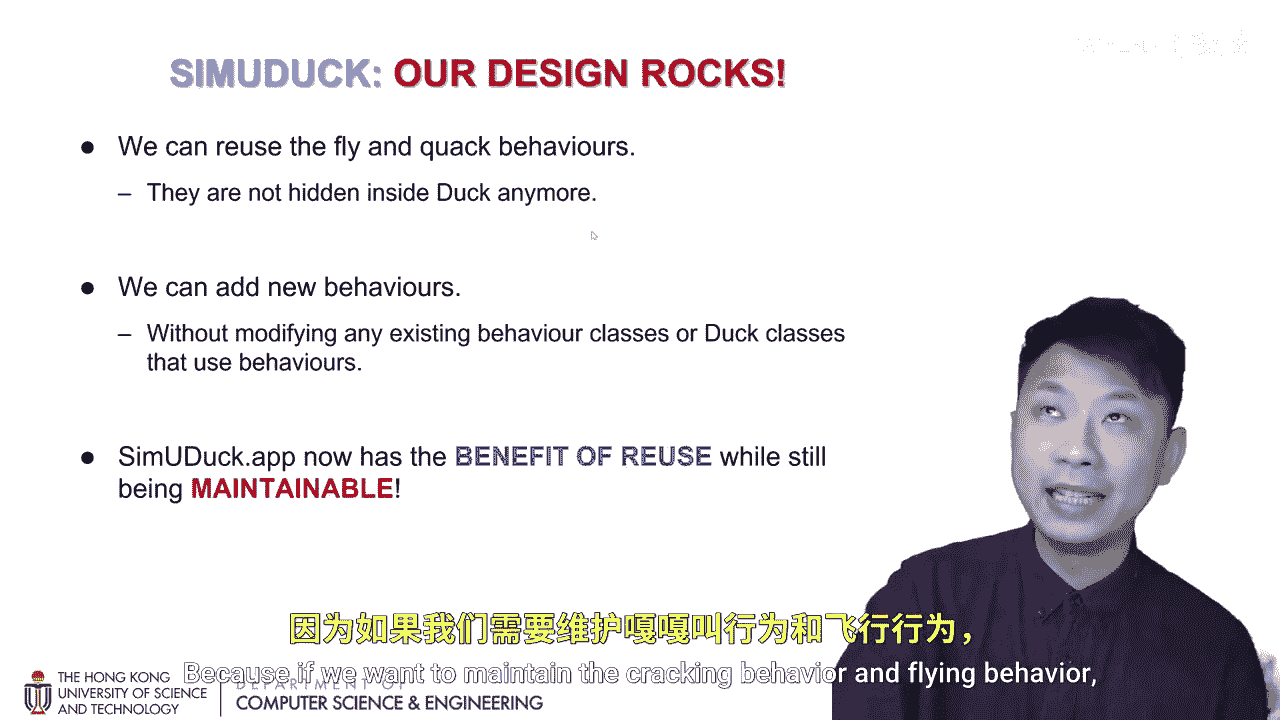 SIMUDUCK: OUR DESIGN ROCKS!
● We can reuse the fly and quack behaviours.
– They are not hidden inside Duck anymore.
● We can add new behaviours.
– Without modifying any existing behaviour classes or Duck classes
that use behaviours.
● SimUDuck.app now has the BENEFIT OF REUSE while still
being MAINTAINABLE!
因为如果我们需要维护嘎嘎叫行为和飞行行为，
Because if we want to maintain the cracking behavior and flying behavior,
THE HONG KONG
UNIVERSITY OF SCIENCE
AND TECHNOLOGY
DEPARTMENT OF
COMPUTER SCIENCE & ENGINEERING